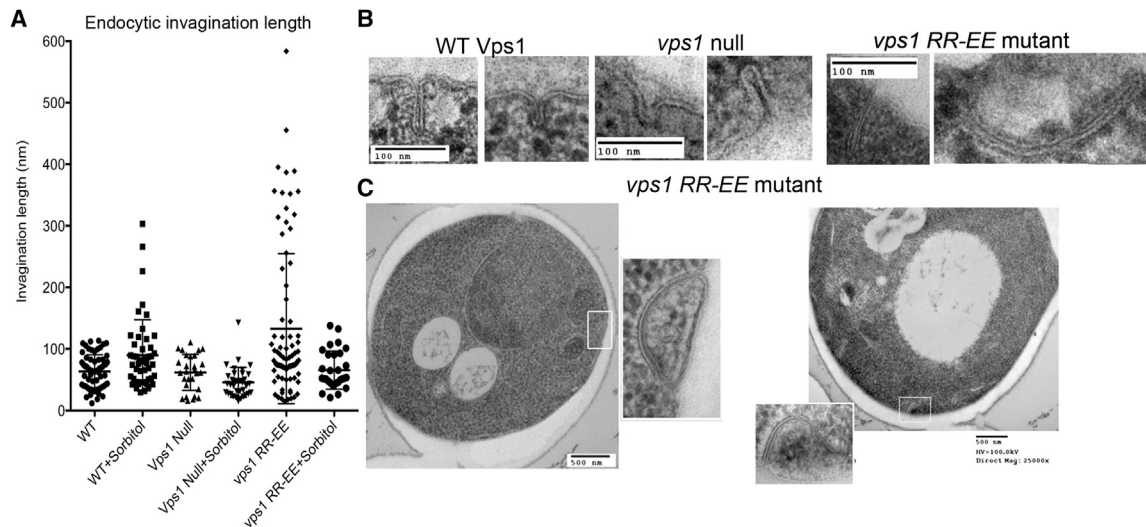 A
Endocytic invagination length
Invagination length (nm)
600
500
400
300
200
100
0
WT
WT+Sorbitol
Vps1 Null
Vps1 Null+Sorbitol
vps1 RR-EE
vps1 RR-EE+Sorbitol
B
WT Vps1
vps1 null
vps1 RR-EE mutant
100 nm
100 nm
100 nm
C
vps1 RR-EE mutant
500 nm
500 nm
HV=100.0kV
Direct Mag: 25000x